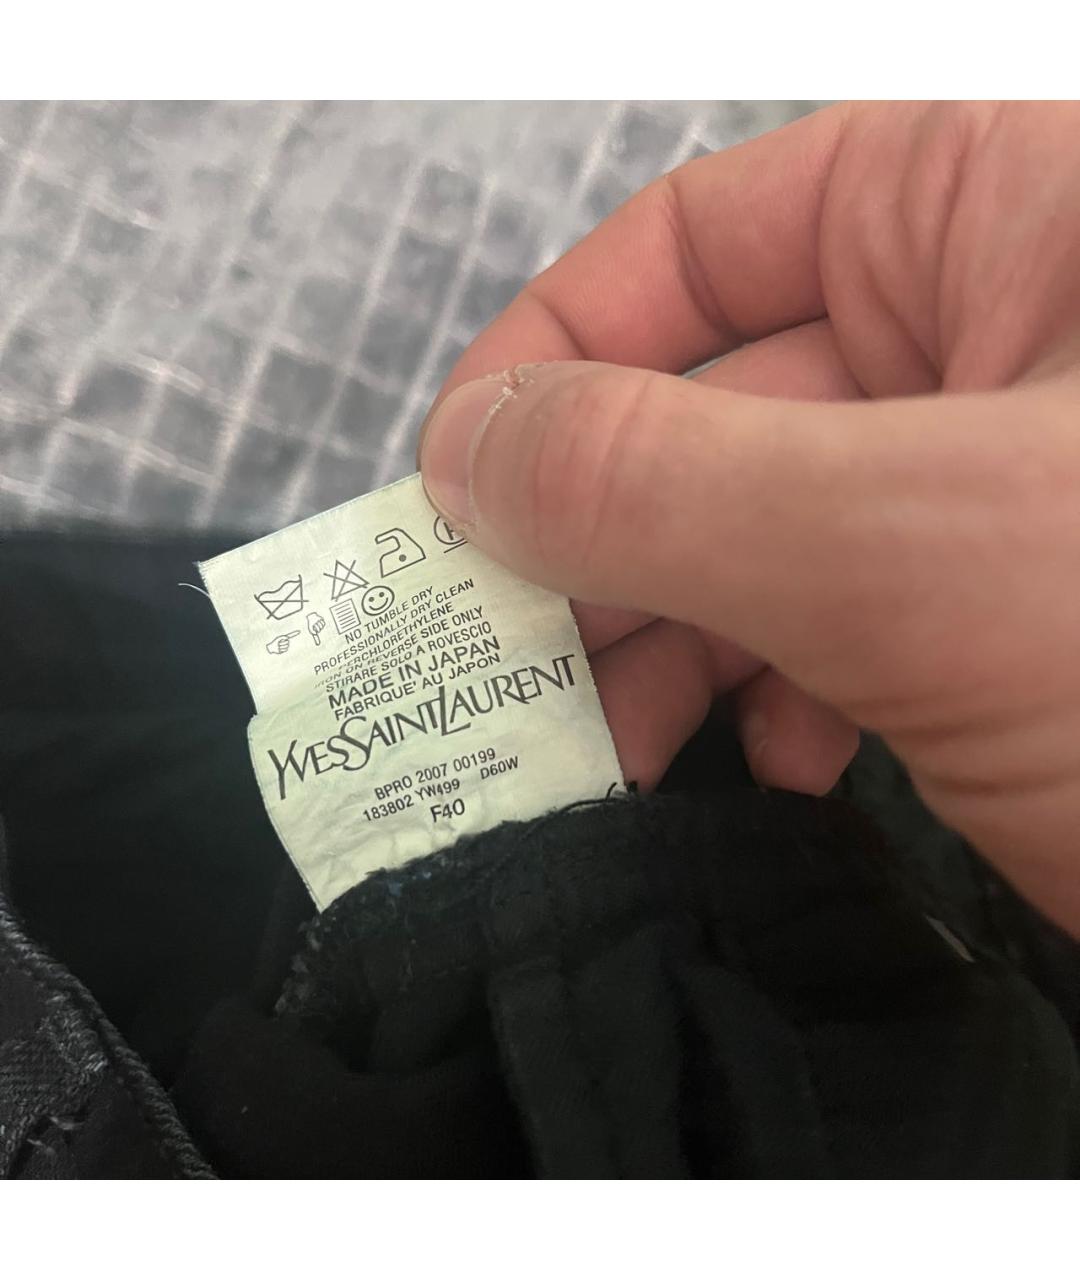 P
NO TUMBLE DRY
PROFESSIONALLY DRY CLEAN
PERCHLORETHYLENE
IRON ON REVERSE SIDE ONLY
STIRARE SOLO A ROVESCIO
MADE IN JAPAN
FABRIQUE' AU JAPON
YVESSAINTLAURENT
BPRO 2007 00199
183802 YW499 D60W
F40